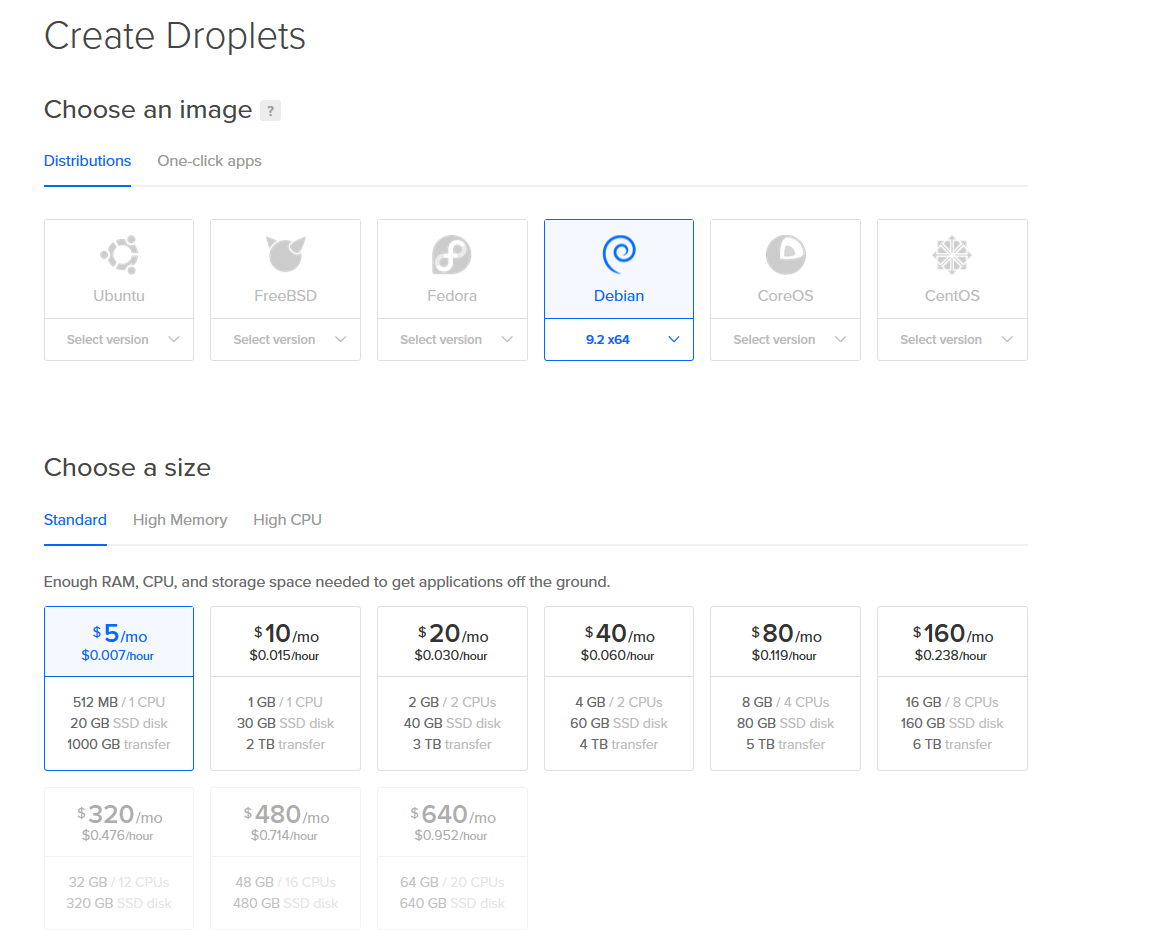 Create Droplets
Choose an image ?
Distributions One-click apps
Ubuntu FreeBSD Fedora Debian CoreOS CentOS
Select version Select version Select version 9.2 x64 Select version Select version
Choose a size
Standard High Memory High CPU
Enough RAM, CPU, and storage space needed to get applications off the ground.
$5/mo $10/mo $20/mo $40/mo $80/mo $160/mo
$0.007/hour $0.015/hour $0.030/hour $0.060/hour $0.119/hour $0.238/hour
512 MB / 1 CPU 1 GB / 1 CPU 2 GB / 2 CPUs 4 GB / 2 CPUs 8 GB / 4 CPUs 16 GB / 8 CPUs
20 GB SSD disk 30 GB SSD disk 40 GB SSD disk 60 GB SSD disk 80 GB SSD disk 160 GB SSD disk
1000 GB transfer 2 TB transfer 3 TB transfer 4 TB transfer 5 TB transfer 6 TB transfer
$320/mo $480/mo $640/mo
$0.476/hour $0.714/hour $0.952/hour
32 GB / 12 CPUs 48 GB / 16 CPUs 64 GB / 20 CPUs
320 GB SSD disk 480 GB SSD disk 640 GB SSD disk